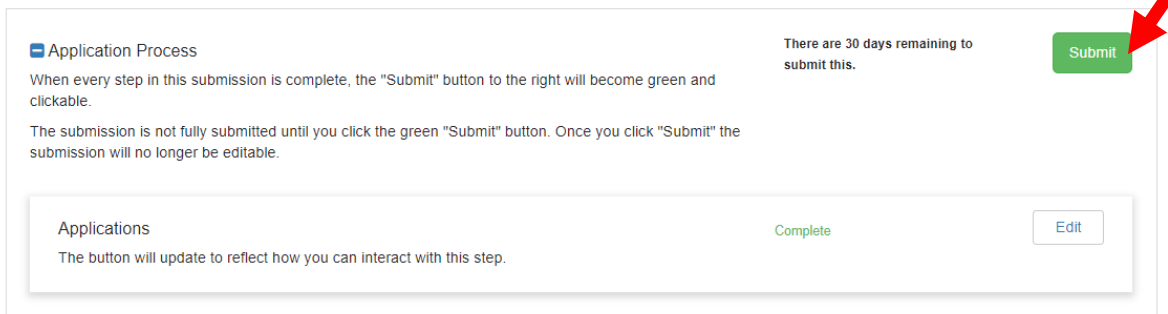 Application Process
When every step in this submission is complete, the "Submit" button to the right will become green and
clickable.
The submission is not fully submitted until you click the green "Submit" button. Once you click "Submit" the
submission will no longer be editable.
There are 30 days remaining to
submit this.
Submit
Applications
The button will update to reflect how you can interact with this step.
Complete
Edit